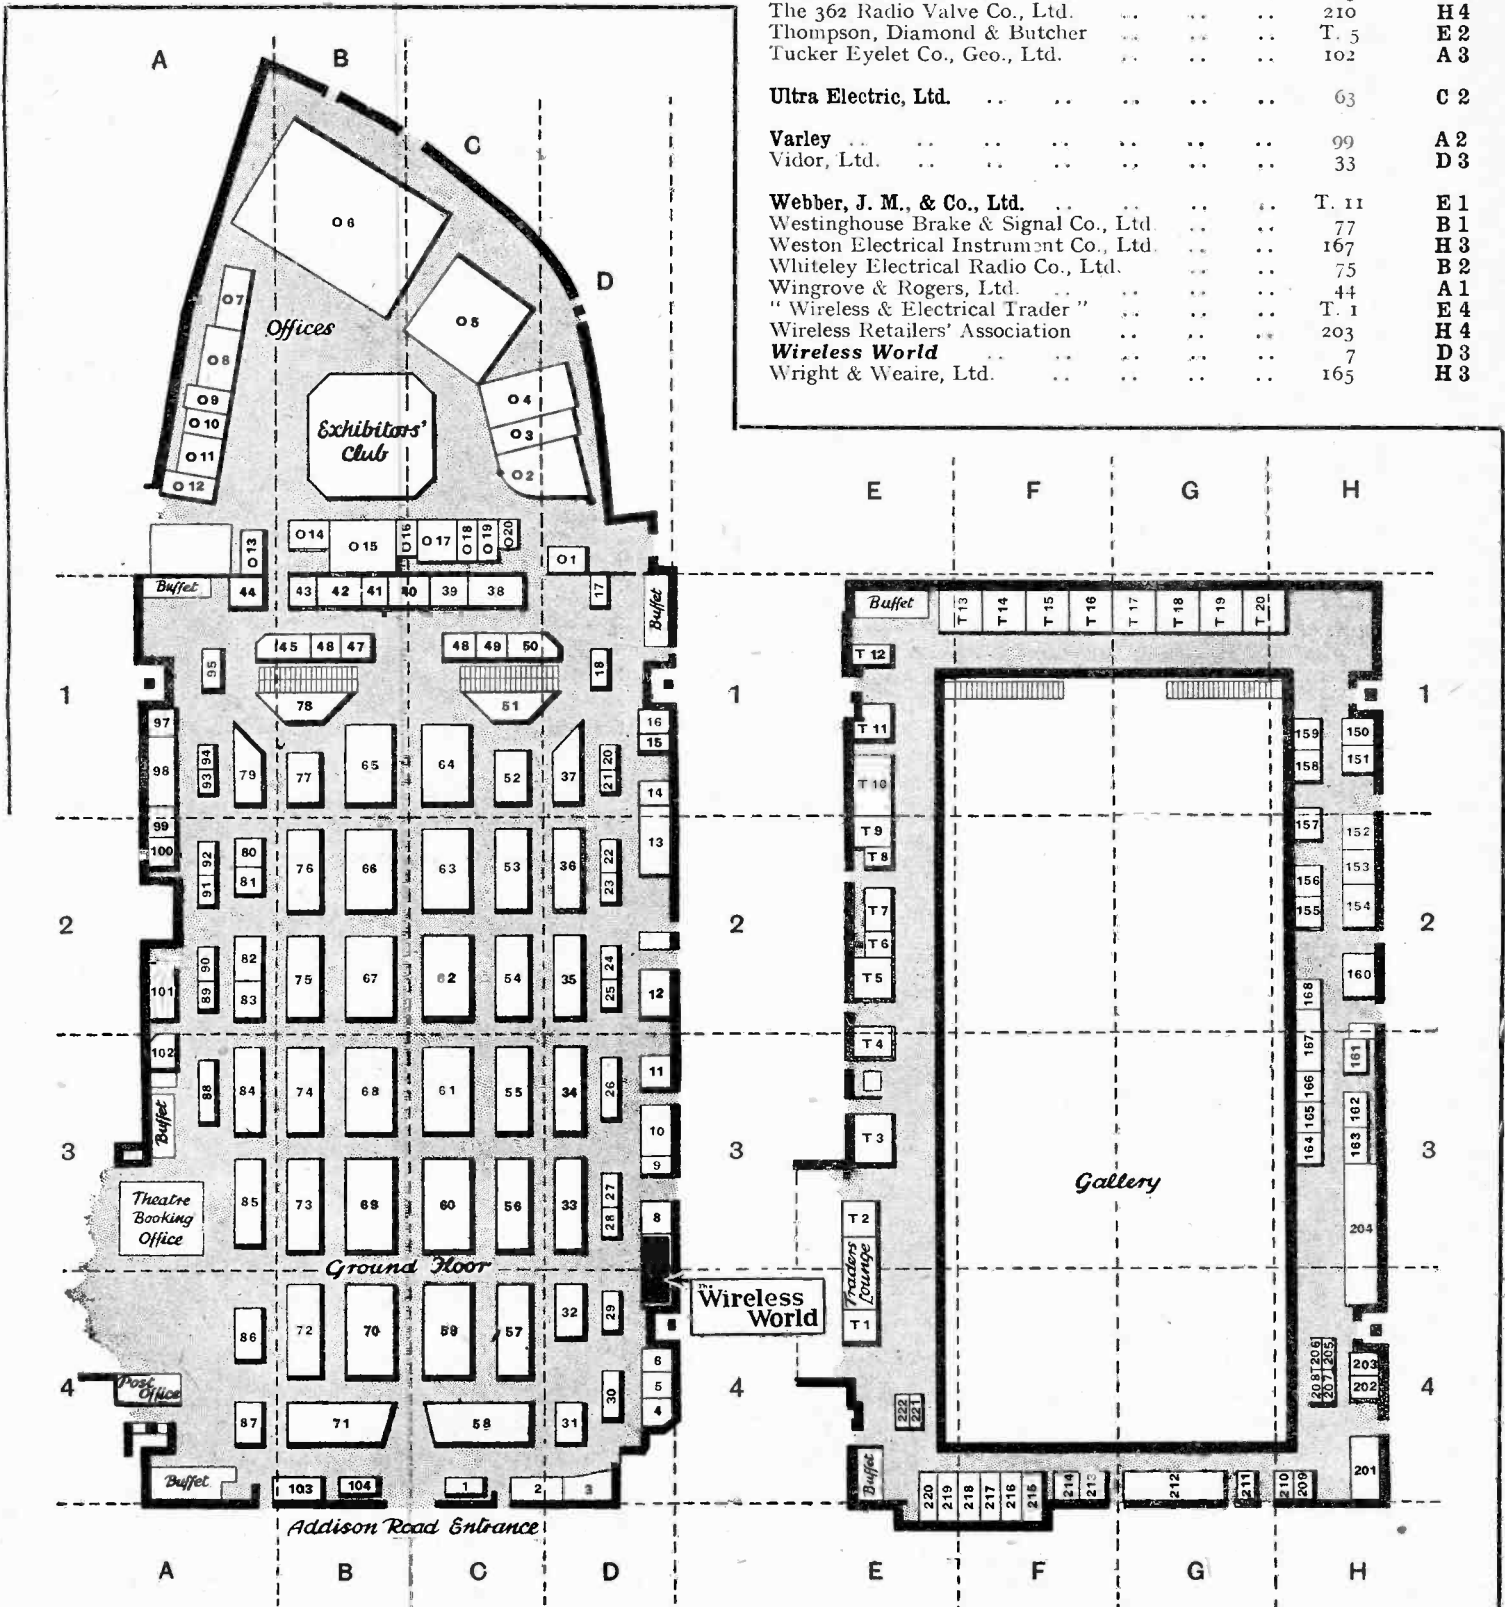 The 362 Radio Valve Co., Ltd. .. .. .. 210 H 4
Thompson, Diamond & Butcher .. .. .. T. 5 E 2
Tucker Eyelet Co., Geo., Ltd. .. .. .. 102 A 3
Ultra Electric, Ltd. .. .. .. .. .. 63 C 2
Varley .. .. .. .. .. .. .. 99 A 2
Vidor, Ltd. .. .. .. .. .. .. 33 D 3
Webber, J. M., & Co., Ltd. .. .. .. .. T. 11 E 1
Westinghouse Brake & Signal Co., Ltd. .. .. 77 B 1
Weston Electrical Instrument Co., Ltd. .. .. 167 H 3
Whiteley Electrical Radio Co., Ltd. .. .. 75 B 2
Wingrove & Rogers, Ltd. .. .. .. .. 44 A 1
" Wireless & Electrical Trader " .. .. .. T. 1 E 4
Wireless Retailers' Association .. .. .. 203 H 4
Wireless World .. .. .. .. .. 7 D 3
Wright & Weaire, Ltd. .. .. .. .. 165 H 3
A B C D
O 6
O 7
Offices
O 5
O 8
O 9
O 4
O 10
Exhibitors'
Club
O 3
O 11
O 2
O 12
O 13
O 14
O 15
O 16
O 17
O 18
O 19
O 20
O 1
Buffet
44
43 42 41 40 39 38
17
Buffet
45 48 47
48 49 50
95
18
1
78
51
1
97
16
15
98
94
93
79
77
65
64
52
37
20
21
14
99
100
92
91
80
81
76
66
63
53
36
22
23
13
2
2
101
90
89
82
83
75
67
62
54
35
24
25
12
102
88
84
74
68
61
55
34
26
11
Buffet
3
3
10
9
Theatre
Booking
Office
85
73
69
60
56
33
27
28
8
Ground Floor
The
Wireless
World
86
72
70
59
57
32
29
4
4
Post
Office
6
5
4
87
71
58
31
30
Buffet
103 104 1 2 3
Addison Road Entrance
A B C D
E F G H
Buffet
T 13 T 14 T 15 T 16 T 17 T 18 T 19 T 20
T 12
1
T 11
159
158
150
151
T 10
T 9
T 8
157
152
153
154
156
155
T 7
T 6
T 5
2
160
168
167
166
165
164
T 4
161
162
163
T 3
3
Gallery
T 2
Traders
Lounge
T 1
204
206
205
208
207
203
202
4
222
221
Buffet
220 219 218 217 216 215 214 213 212 211 210 209
201
E F G H